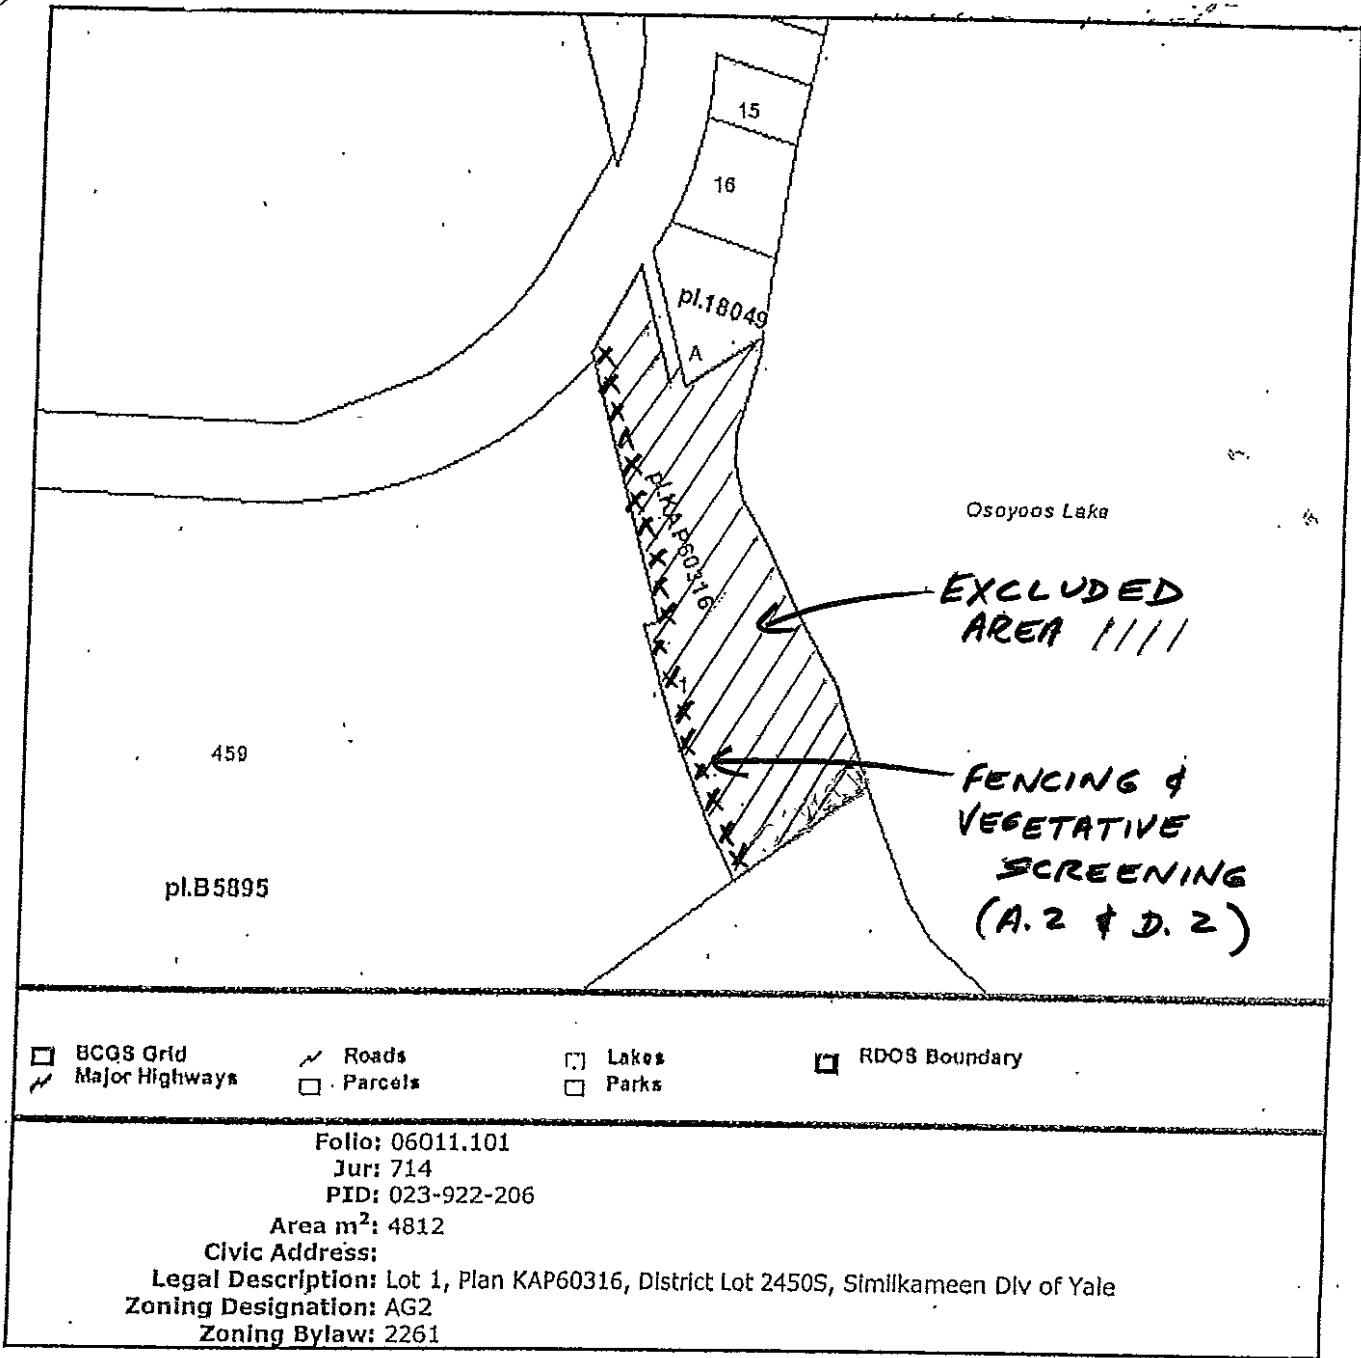 15
16
pl.18049
A
pl.KAP60316
Osoyoos Lake
EXCLUDED
AREA ////
1
459
FENCING &
VEGETATIVE
SCREENING
(A.2 & D.2)
pl.B5895
BCGS Grid
Roads
Lakes
RDOS Boundary
Major Highways
Parcels
Parks
Folio: 06011.101
Jur: 714
PID: 023-922-206
Area m²: 4812
Civic Address:
Legal Description: Lot 1, Plan KAP60316, District Lot 2450S, Similkameen Div of Yale
Zoning Designation: AG2
Zoning Bylaw: 2261